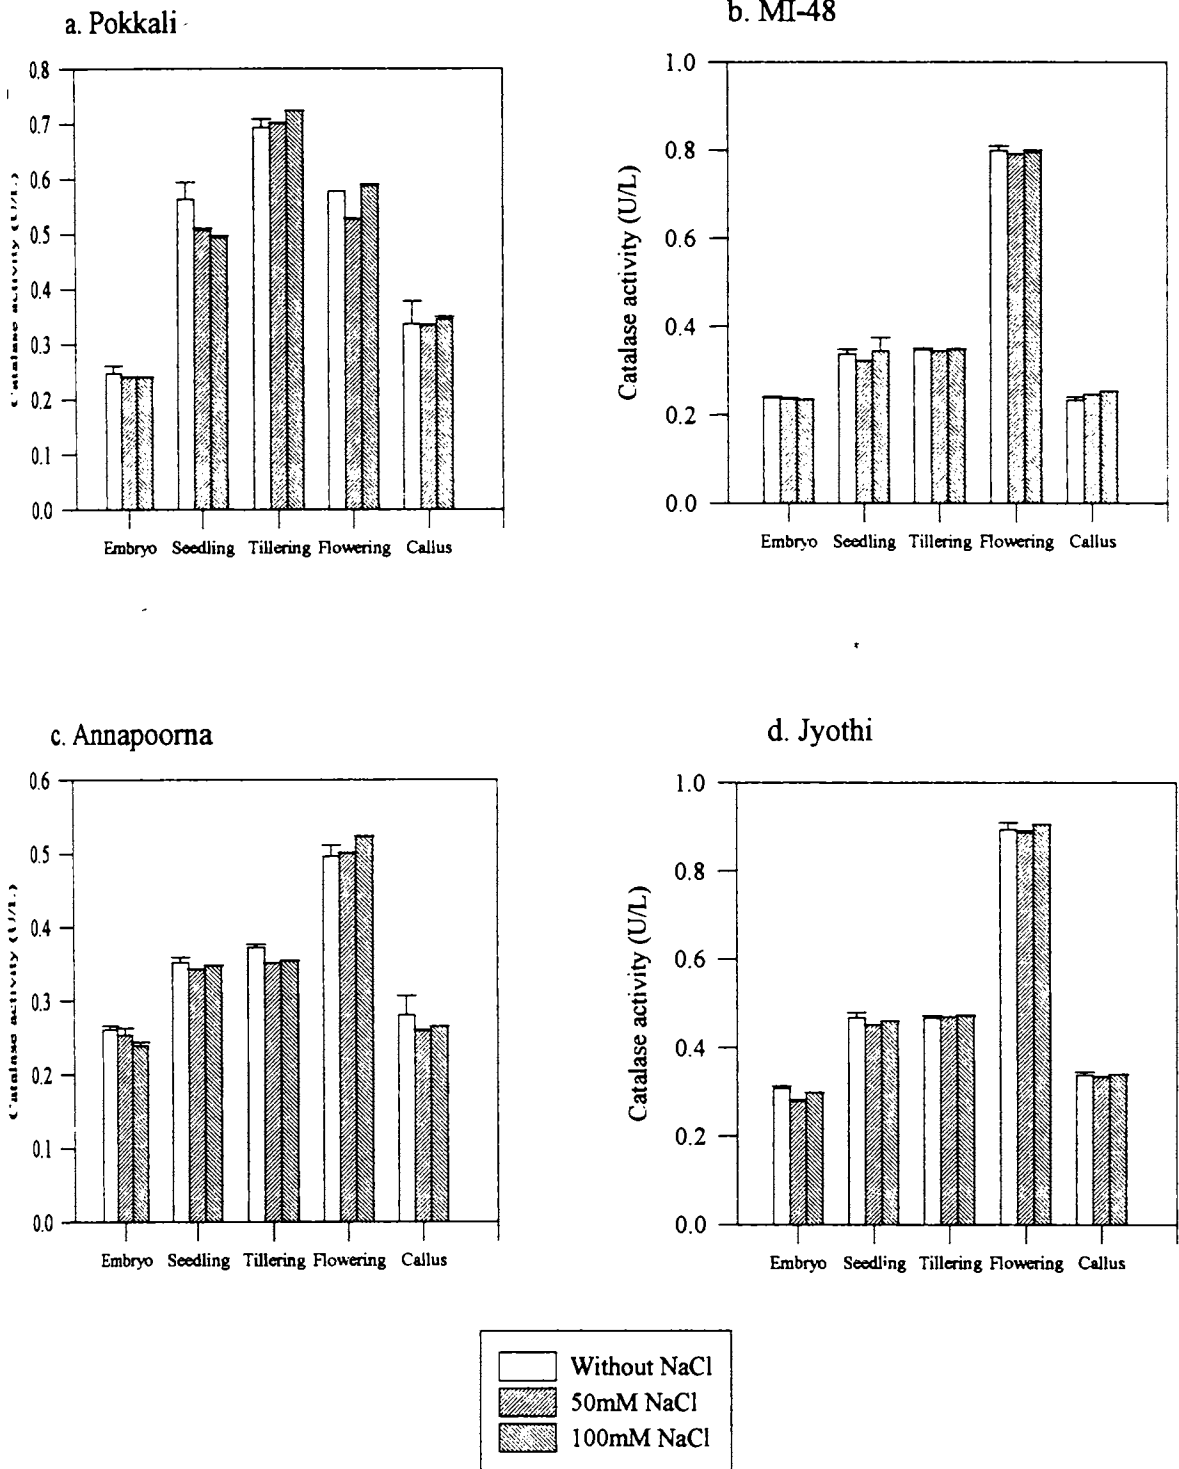 a. Pokkali
0.8
0.7
0.6
0.5
0.4
0.3
0.2
0.1
0.0
Catalase activity (U/L)
Embryo Seedling Tillering Flowering Callus
b. MI-48
1.0
0.8
0.6
0.4
0.2
0.0
Catalase activity (U/L)
Embryo Seedling Tillering Flowering Callus
c. Annapoorna
0.6
0.5
0.4
0.3
0.2
0.1
0.0
Catalase activity (U/L)
Embryo Seedling Tillering Flowering Callus
d. Jyothi
1.0
0.8
0.6
0.4
0.2
0.0
Catalase activity (U/L)
Embryo Seedling Tillering Flowering Callus
Without NaCl
50mM NaCl
100mM NaCl